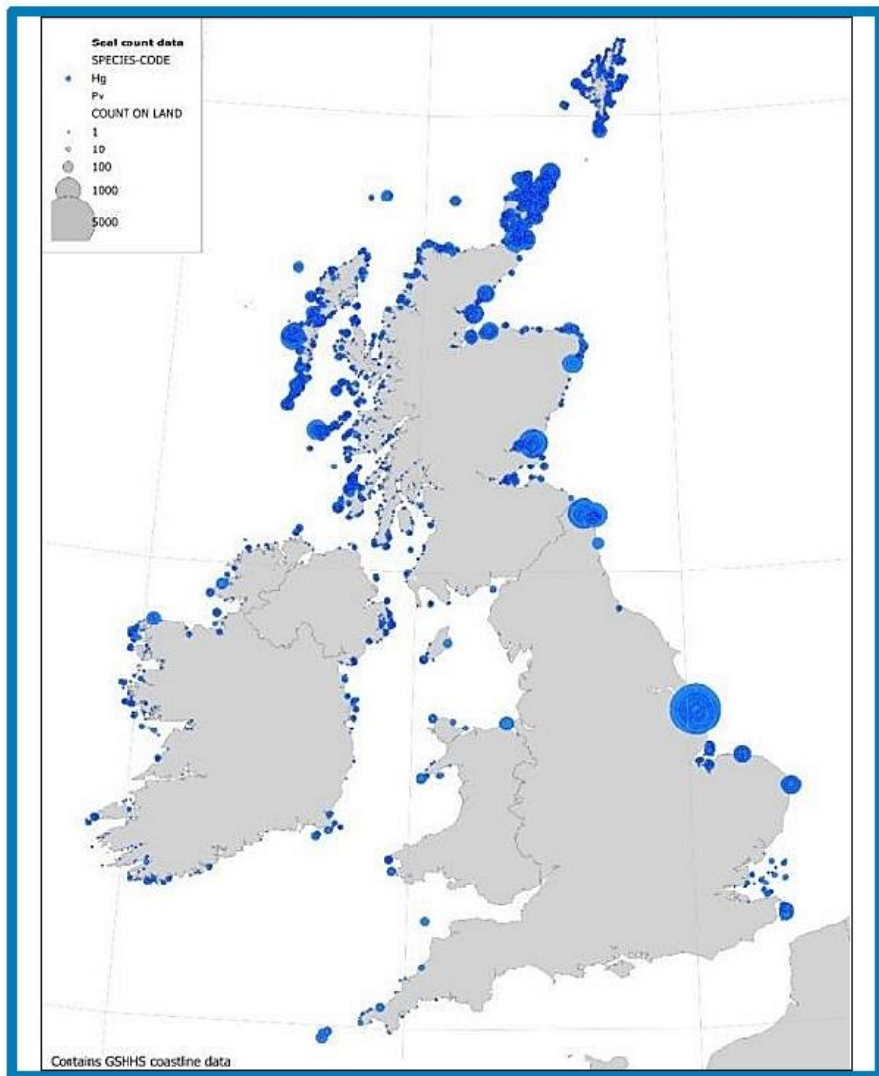 Seal count data
SPECIES-CODE
Hg
Pv
COUNT ON LAND
1
10
100
1000
5000
Contains GSHHS coastline data